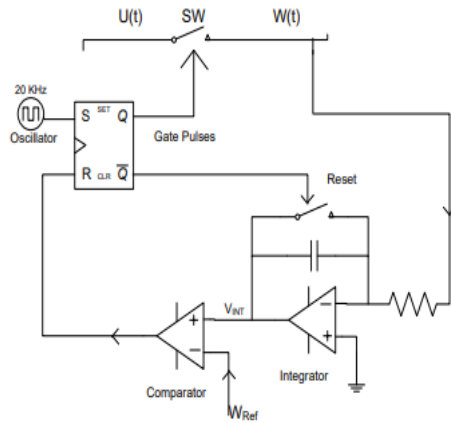 U(t) SW W(t)
20 KHz
Oscillator
S SET Q
R CLR Q̅
Gate Pulses
Reset
V_INT
+
−
−
+
Comparator
Integrator
W_Ref